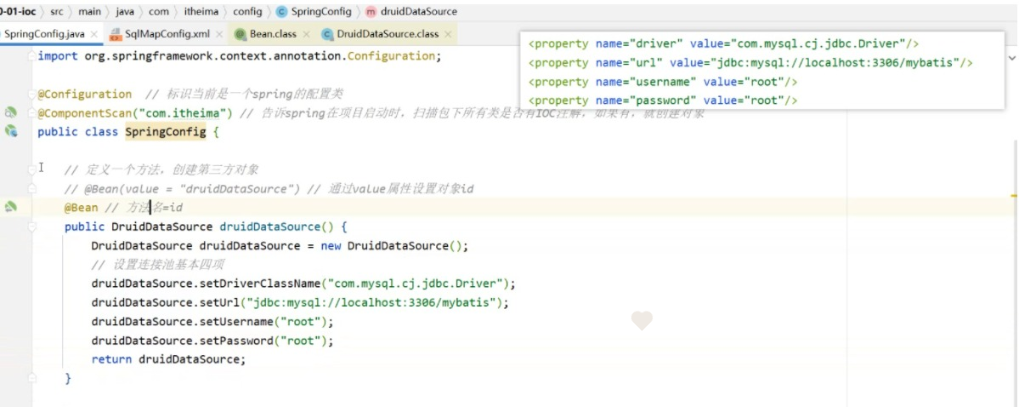 0-01-ioc src main java com itheima config SpringConfig druidDataSource
SpringConfig.java SqlMapConfig.xml Bean.class DruidDataSource.class
<property name="driver" value="com.mysql.cj.jdbc.Driver"/>
<property name="url" value="jdbc:mysql://localhost:3306/mybatis"/>
<property name="username" value="root"/>
<property name="password" value="root"/>
import org.springframework.context.annotation.Configuration;
@Configuration // 标识当前是一个spring的配置类
@ComponentScan("com.itheima") // 告诉spring在项目启动时，扫描包下所有类是否有IOC注解，如果有，就创建对象
public class SpringConfig {
// 定义一个方法，创建第三方对象
// @Bean(value = "druidDataSource") // 通过value属性设置对象id
@Bean // 方法名=id
public DruidDataSource druidDataSource() {
DruidDataSource druidDataSource = new DruidDataSource();
// 设置连接池基本四项
druidDataSource.setDriverClassName("com.mysql.cj.jdbc.Driver");
druidDataSource.setUrl("jdbc:mysql://localhost:3306/mybatis");
druidDataSource.setUsername("root");
druidDataSource.setPassword("root");
return druidDataSource;
}